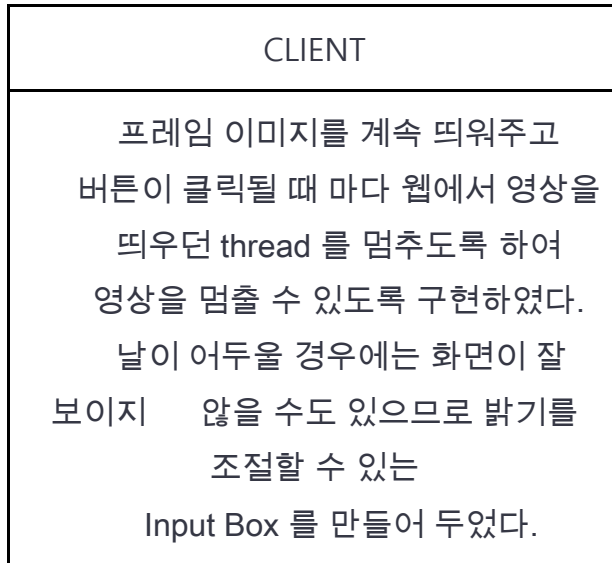 CLIENT
프레임 이미지를 계속 띄워주고
버튼이 클릭될 때 마다 웹에서 영상을
띄우던 thread 를 멈추도록 하여
영상을 멈출 수 있도록 구현하였다.
날이 어두울 경우에는 화면이 잘
보이지 않을 수도 있으므로 밝기를
조절할 수 있는
Input Box 를 만들어 두었다.